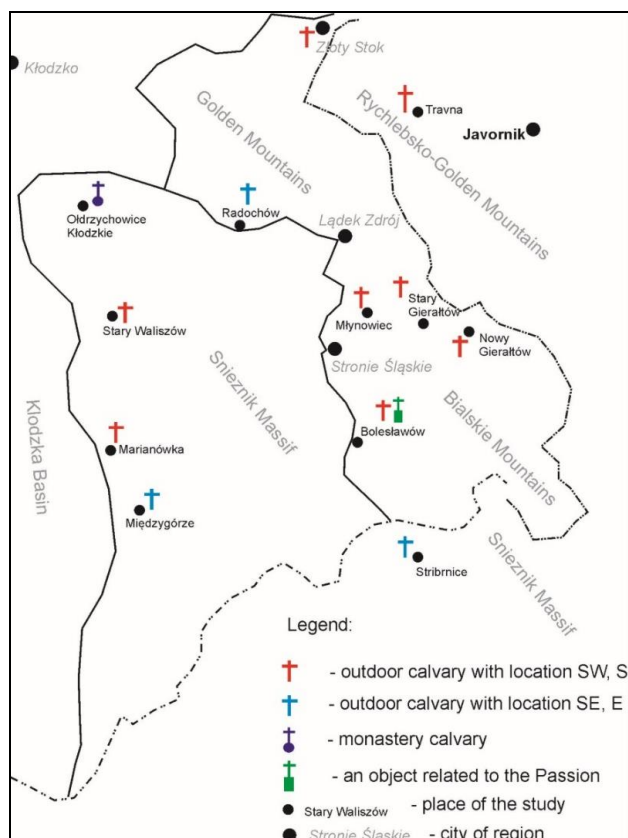 Złoty Stok
Kłodzko
Travna
Javornik
Golden Mountains
Rychlebsko-Golden Mountains
Ołdrzychowice
Kłodzkie
Radochów
Lądek Zdrój
Stary Waliszów
Młynowiec
Stary
Gierałtów
Nowy
Gierałtów
Stronie Śląskie
Snieznik Massif
Klodzka Basin
Marianówka
Bolesławów
Bialskie Mountains
Międzygórze
Stribrnice
Snieznik Massif
Legend:
- outdoor calvary with location SW, S
- outdoor calvary with location SE, E
- monastery calvary
- an object related to the Passion
Stary Waliszów - place of the study
Stronie Śląskie - city of region